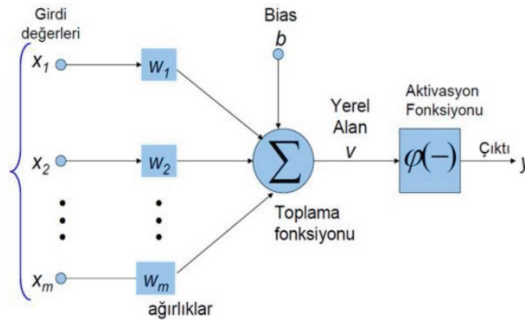 Girdi
değerleri
Bias
b
x1
w1
Yerel
Alan
v
Aktivasyon
Fonksiyonu
x2
w2
∑
φ(−)
Çıktı
y
Toplama
fonksiyonu
xm
wm
ağırlıklar